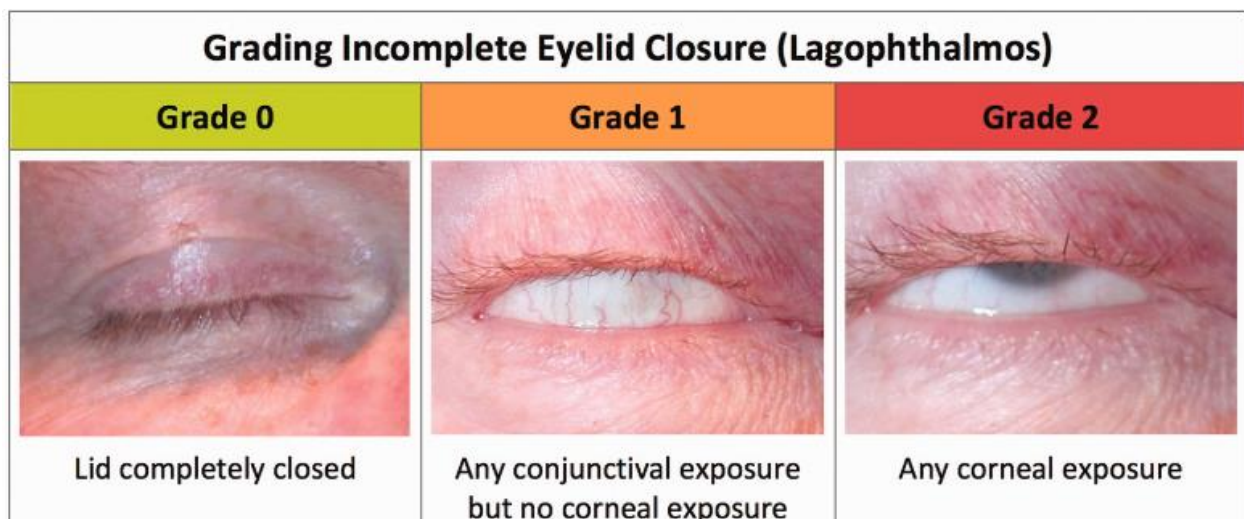 Grading Incomplete Eyelid Closure (Lagophthalmos)
Grade 0
Grade 1
Grade 2
Lid completely closed
Any conjunctival exposure
but no corneal exposure
Any corneal exposure